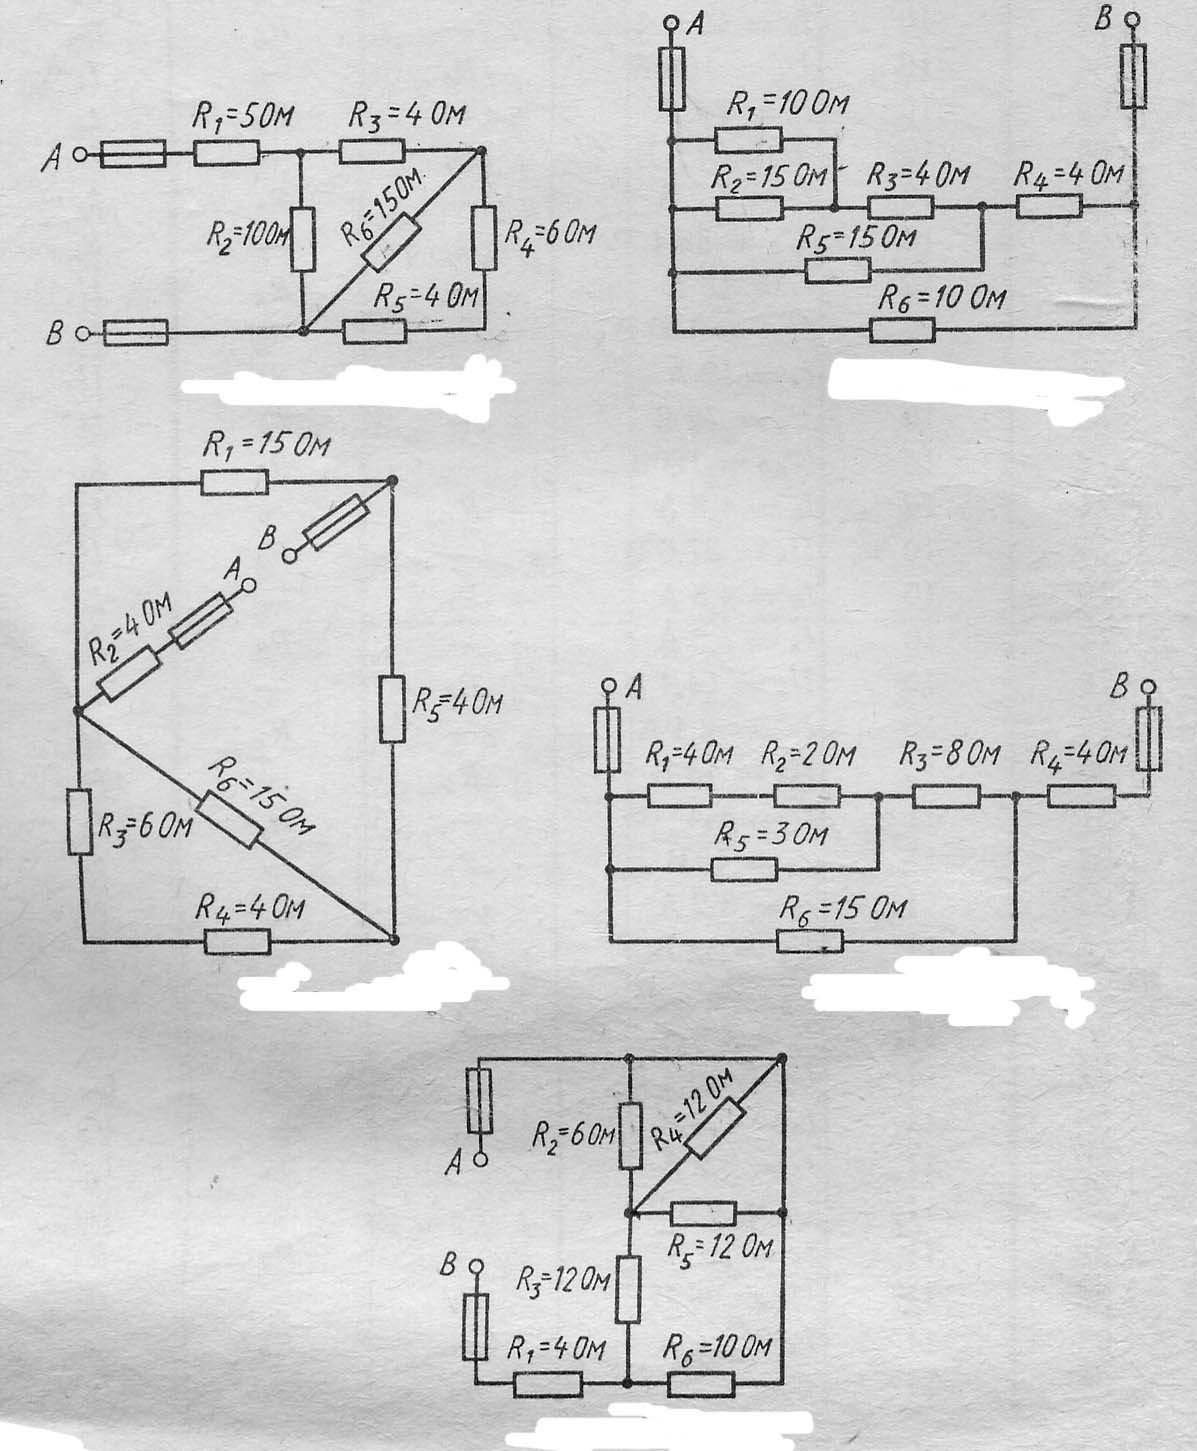 A R₁=5 Ом R₃=4 Ом
R₂=10 Ом R₆=15 Ом R₄=6 Ом
R₅=4 Ом
B
A B
R₁=10 Ом
R₂=15 Ом R₃=4 Ом R₄=4 Ом
R₅=15 Ом
R₆=10 Ом
R₁=15 Ом
B
A
R₂=4 Ом
R₅=4 Ом
R₆=15 Ом
R₃=6 Ом
R₄=4 Ом
A B
R₁=4 Ом R₂=2 Ом R₃=8 Ом R₄=4 Ом
R₅=3 Ом
R₆=15 Ом
R₂=6 Ом R₄=12 Ом
A
R₅=12 Ом
B R₃=12 Ом
R₁=4 Ом R₆=10 Ом